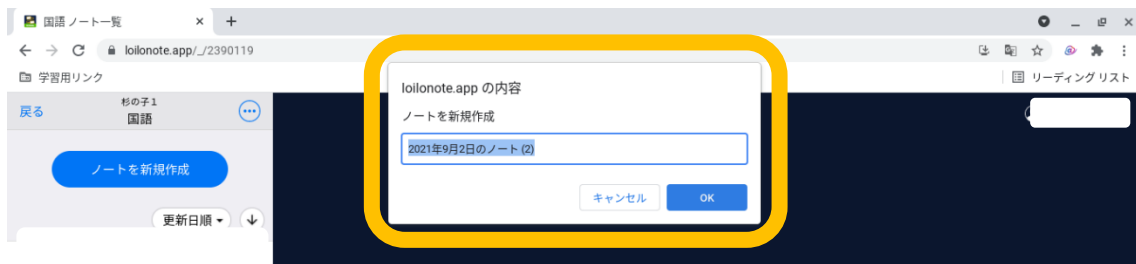 国語 ノート一覧
loilonote.app/_/2390119
学習用リンク
リーディング リスト
戻る
杉の子1
国語
ノートを新規作成
更新日順
loilonote.app の内容
ノートを新規作成
2021年9月2日のノート (2)
キャンセル
OK